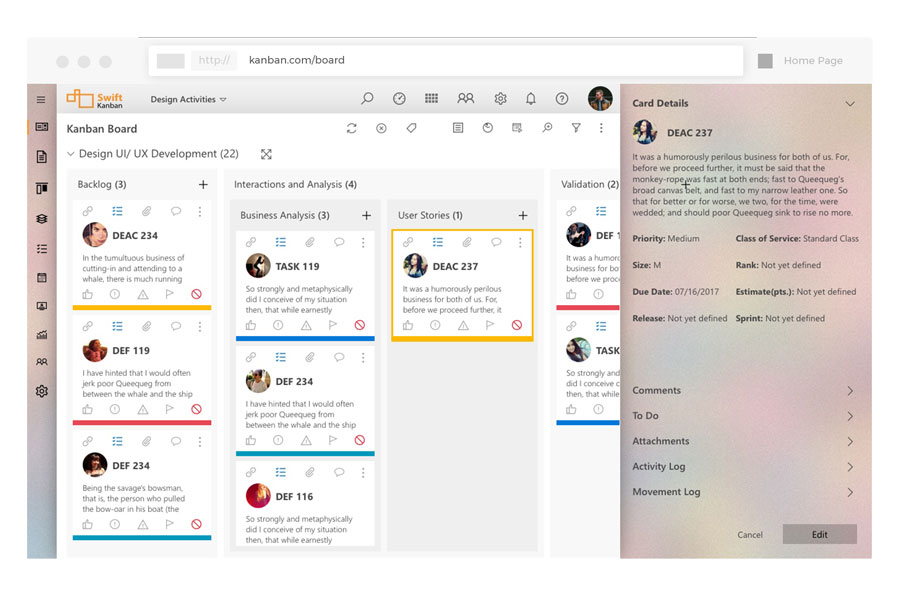 http://
kanban.com/board
Home Page
Swift
Kanban
Design Activities
Kanban Board
Design UI/ UX Development (22)
Backlog (3)
DEAC 234
In the tumultuous business of
cutting-in and attending to a
whale, there is much running
DEF 119
I have hinted that I would often
jerk poor Queequeg from
between the whale and the ship
DEF 234
Being the savage's bowsman,
that is, the person who pulled
the bow-oar in his boat (the
Interactions and Analysis (4)
Business Analysis (3)
TASK 119
So strongly and metaphysically
did I conceive of my situation
then, that while earnestly
DEF 234
I have hinted that I would often
jerk poor Queequeg from
between the whale and the ship
DEF 116
So strongly and metaphysically
did I conceive of my situation
then, that while earnestly
User Stories (1)
DEAC 237
It was a humorously perilous
business for both of us. For,
before we proceed further, it
Validation (2)
DEF
It was a humorously
business for bo
before we proce
TASK
So strongly and
did I conceive o
then, that while
Card Details
DEAC 237
It was a humorously perilous business for both of us. For,
before we proceed further, it must be said that the
monkey-rope was fast at both ends; fast to Queequeg's
broad canvas belt, and fast to my narrow leather one. So
that for better or for worse, we two, for the time, were
wedded; and should poor Queequeg sink to rise no more.
Priority: Medium
Class of Service: Standard Class
Size: M
Rank: Not yet defined
Due Date: 07/16/2017
Estimate(pts.): Not yet defined
Release: Not yet defined
Sprint: Not yet defined
Comments
To Do
Attachments
Activity Log
Movement Log
Cancel
Edit